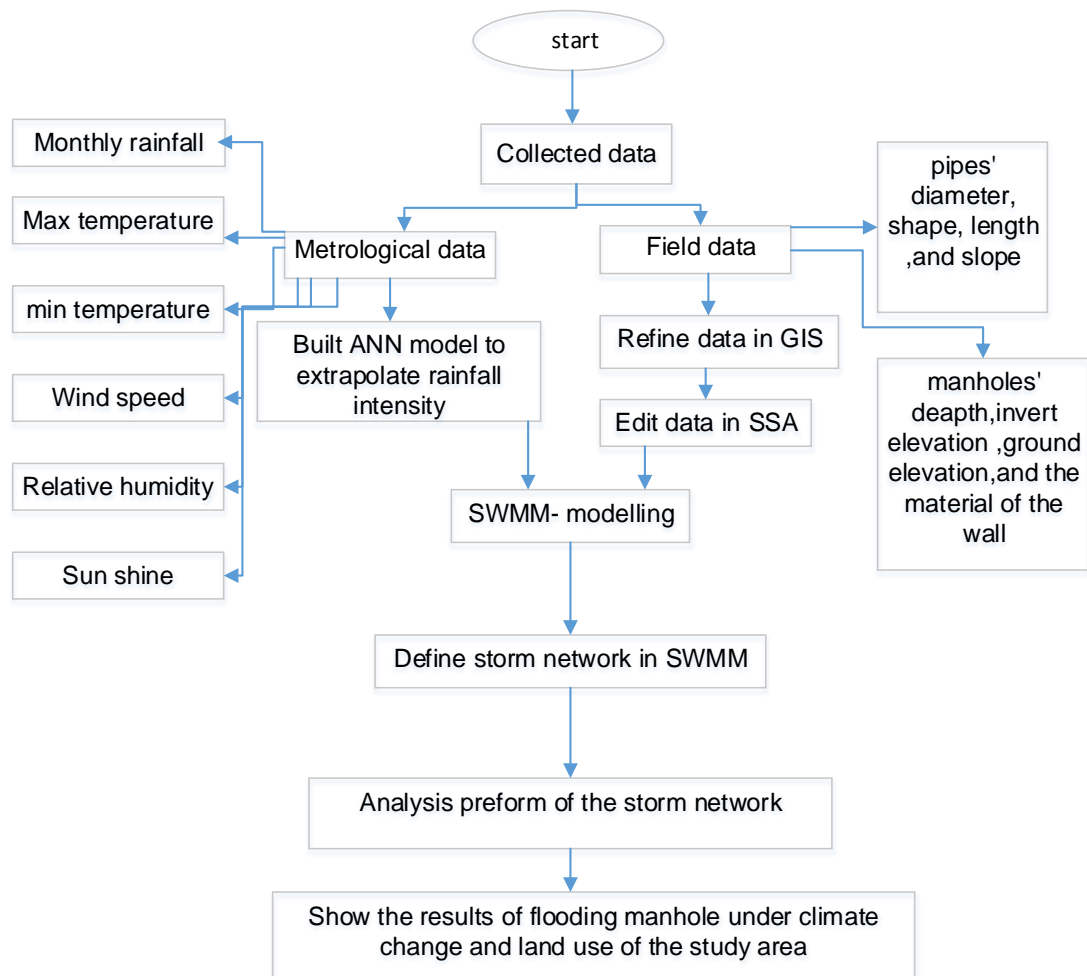 start
Collected data
Monthly rainfall
Max temperature
min temperature
Wind speed
Relative humidity
Sun shine
Metrological data
Built ANN model to
extrapolate rainfall
intensity
Field data
Refine data in GIS
Edit data in SSA
pipes'
diameter,
shape, length
,and slope
manholes'
deapth,invert
elevation ,ground
elevation,and the
material of the
wall
SWMM- modelling
Define storm network in SWMM
Analysis preform of the storm network
Show the results of flooding manhole under climate
change and land use of the study area